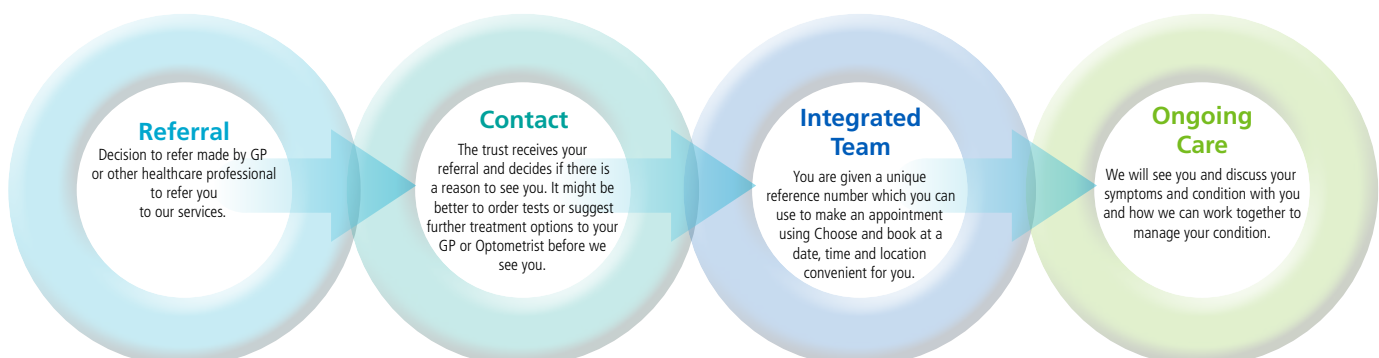 Referral
Decision to refer made by GP
or other healthcare professional
to refer you
to our services.
Contact
The trust receives your
referral and decides if there is
a reason to see you. It might be
better to order tests or suggest
further treatment options to your
GP or Optometrist before we
see you.
Integrated
Team
You are given a unique
reference number which you can
use to make an appointment
using Choose and book at a
date, time and location
convenient for you.
Ongoing
Care
We will see you and discuss your
symptoms and condition with you
and how we can work together to
manage your condition.